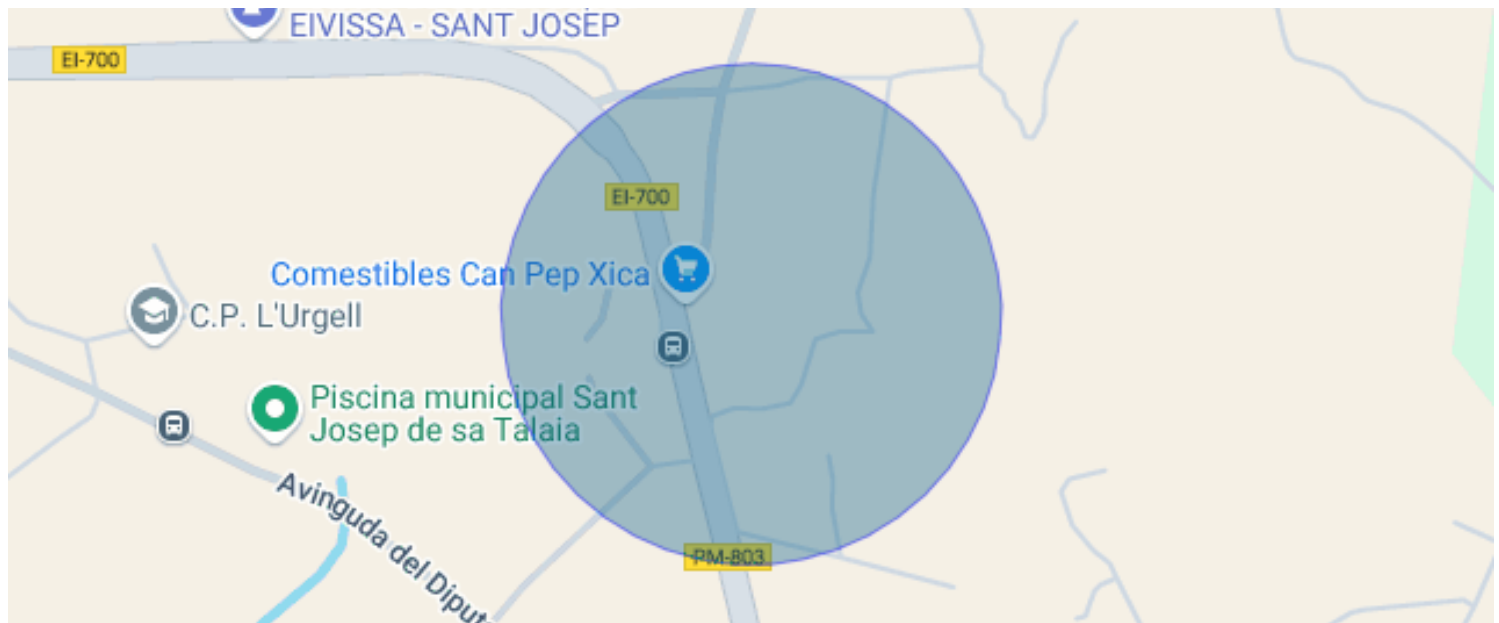 EIVISSA - SANT JOSEP
EI-700
EI-700
Comestibles Can Pep Xica
C.P. L'Urgell
Piscina municipal Sant
Josep de sa Talaia
Avinguda del Diput
PM-803